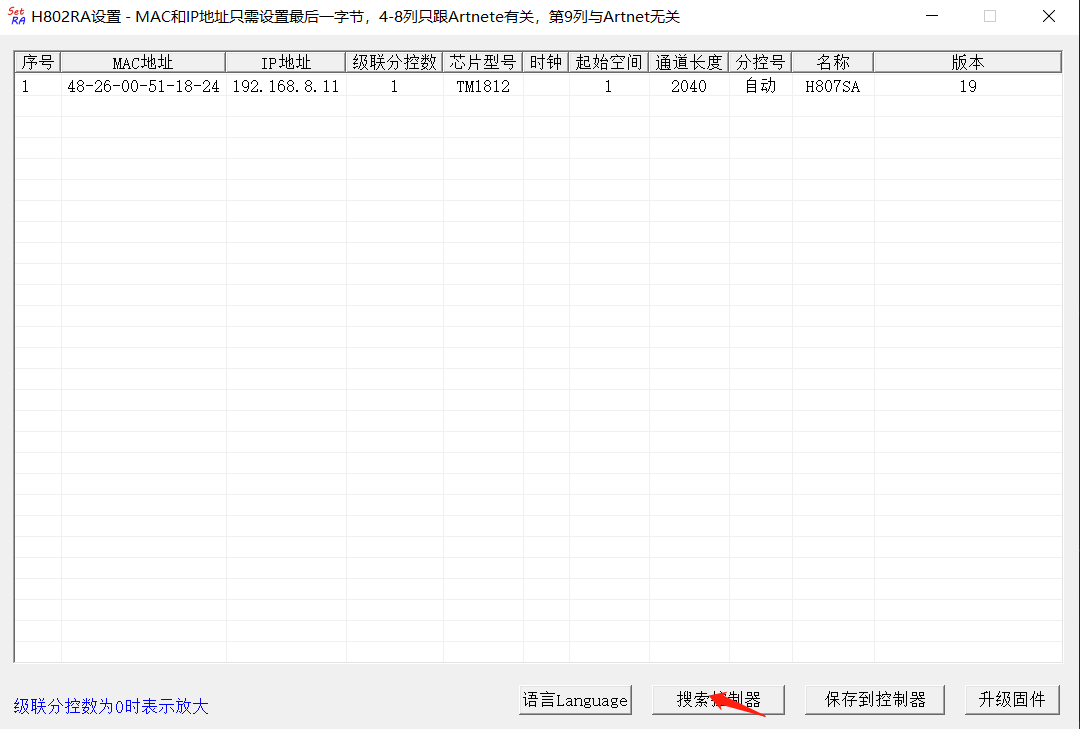 Set RA H802RA设置 - MAC和IP地址只需设置最后一字节，4-8列只跟Artnete有关，第9列与Artnet无关
序号 MAC地址 IP地址 级联分控数 芯片型号 时钟 起始空间 通道长度 分控号 名称 版本
1 48-26-00-51-18-24 192.168.8.11 1 TM1812 1 2040 自动 H807SA 19
级联分控数为0时表示放大 语言Language 搜索控制器 保存到控制器 升级固件